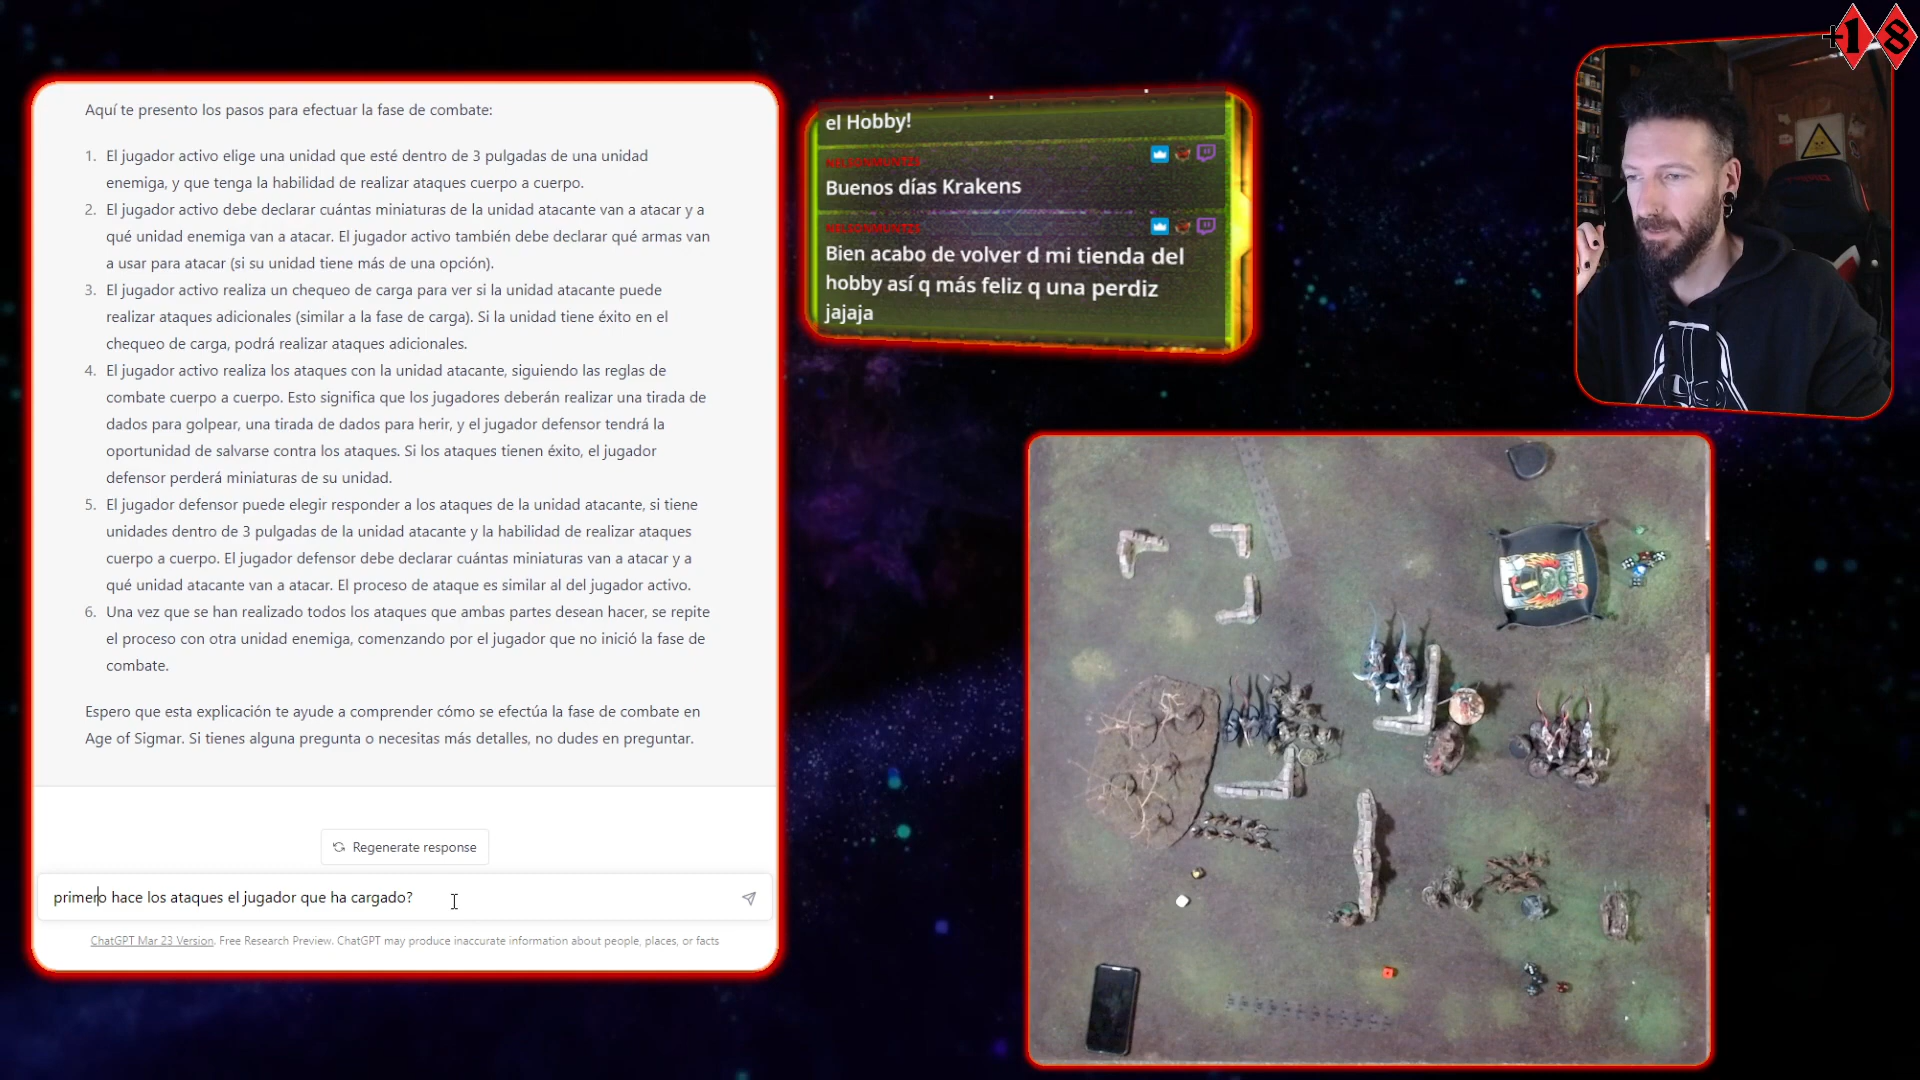 +18
Aquí te presento los pasos para efectuar la fase de combate:
1. El jugador activo elige una unidad que esté dentro de 3 pulgadas de una unidad
enemiga, y que tenga la habilidad de realizar ataques cuerpo a cuerpo.
2. El jugador activo debe declarar cuántas miniaturas de la unidad atacante van a atacar y a
qué unidad enemiga van a atacar. El jugador activo también debe declarar qué armas van
a usar para atacar (si su unidad tiene más de una opción).
3. El jugador activo realiza un chequeo de carga para ver si la unidad atacante puede
realizar ataques adicionales (similar a la fase de carga). Si la unidad tiene éxito en el
chequeo de carga, podrá realizar ataques adicionales.
4. El jugador activo realiza los ataques con la unidad atacante, siguiendo las reglas de
combate cuerpo a cuerpo. Esto significa que los jugadores deberán realizar una tirada de
dados para golpear, una tirada de dados para herir, y el jugador defensor tendrá la
oportunidad de salvarse contra los ataques. Si los ataques tienen éxito, el jugador
defensor perderá miniaturas de su unidad.
5. El jugador defensor puede elegir responder a los ataques de la unidad atacante, si tiene
unidades dentro de 3 pulgadas de la unidad atacante y la habilidad de realizar ataques
cuerpo a cuerpo. El jugador defensor debe declarar cuántas miniaturas van a atacar y a
qué unidad atacante van a atacar. El proceso de ataque es similar al del jugador activo.
6. Una vez que se han realizado todos los ataques que ambas partes desean hacer, se repite
el proceso con otra unidad enemiga, comenzando por el jugador que no inició la fase de
combate.
Espero que esta explicación te ayude a comprender cómo se efectúa la fase de combate en
Age of Sigmar. Si tienes alguna pregunta o necesitas más detalles, no dudes en preguntar.
Regenerate response
primero hace los ataques el jugador que ha cargado?
ChatGPT Mar 23 Version. Free Research Preview. ChatGPT may produce inaccurate information about people, places, or facts
el Hobby!
Buenos días Krakens
Bien acabo de volver d mi tienda del
hobby así q más feliz q una perdiz
jajaja